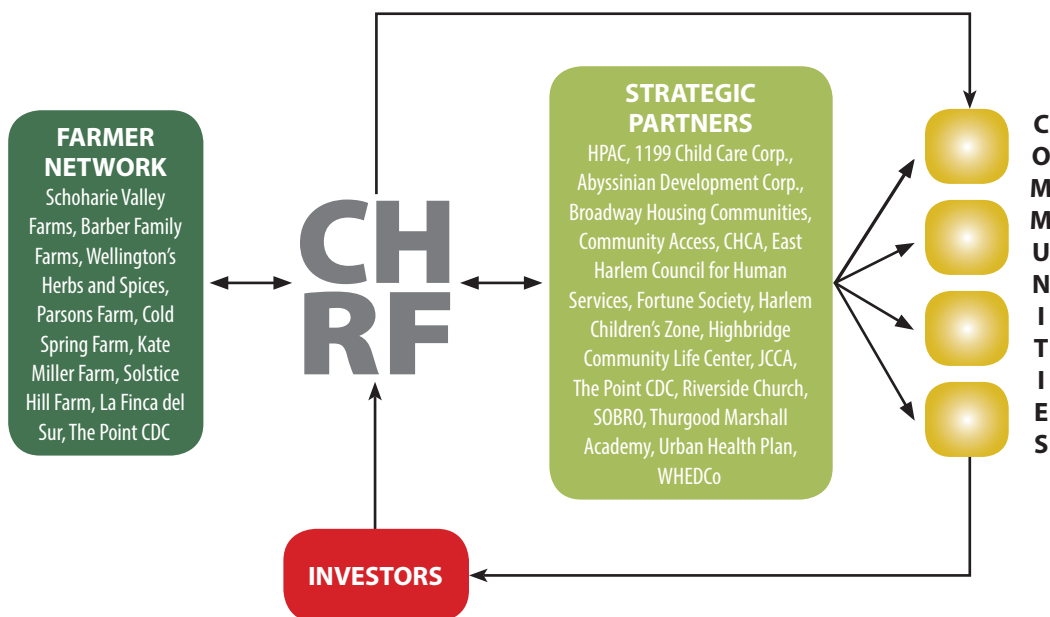 FARMER
NETWORK
Schoharie Valley
Farms, Barber Family
Farms, Wellington’s
Herbs and Spices,
Parsons Farm, Cold
Spring Farm, Kate
Miller Farm, Solstice
Hill Farm, La Finca del
Sur, The Point CDC
CH
RF
STRATEGIC
PARTNERS
HPAC, 1199 Child Care Corp.,
Abyssinian Development Corp.,
Broadway Housing Communities,
Community Access, CHCA, East
Harlem Council for Human
Services, Fortune Society, Harlem
Children’s Zone, Highbridge
Community Life Center, JCCA,
The Point CDC, Riverside Church,
SOBRO, Thurgood Marshall
Academy, Urban Health Plan,
WHEDCo
COMMUNITIES
INVESTORS